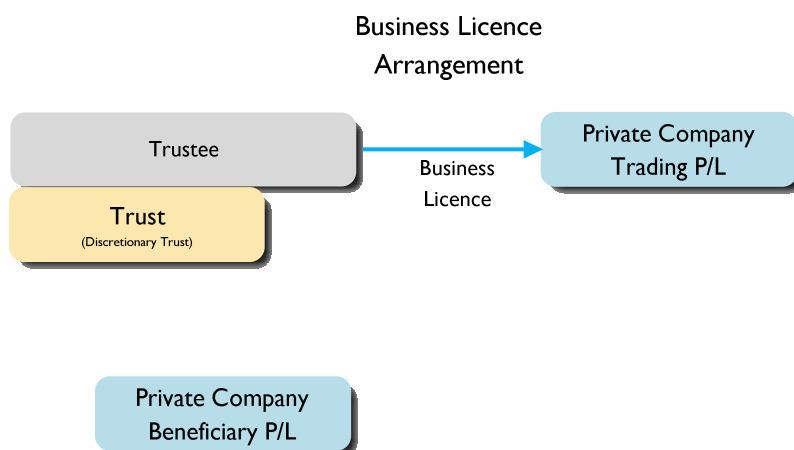 Business Licence
Arrangement
Trustee
Private Company
Trading P/L
Business
Licence
Trust
(Discretionary Trust)
Private Company
Beneficiary P/L